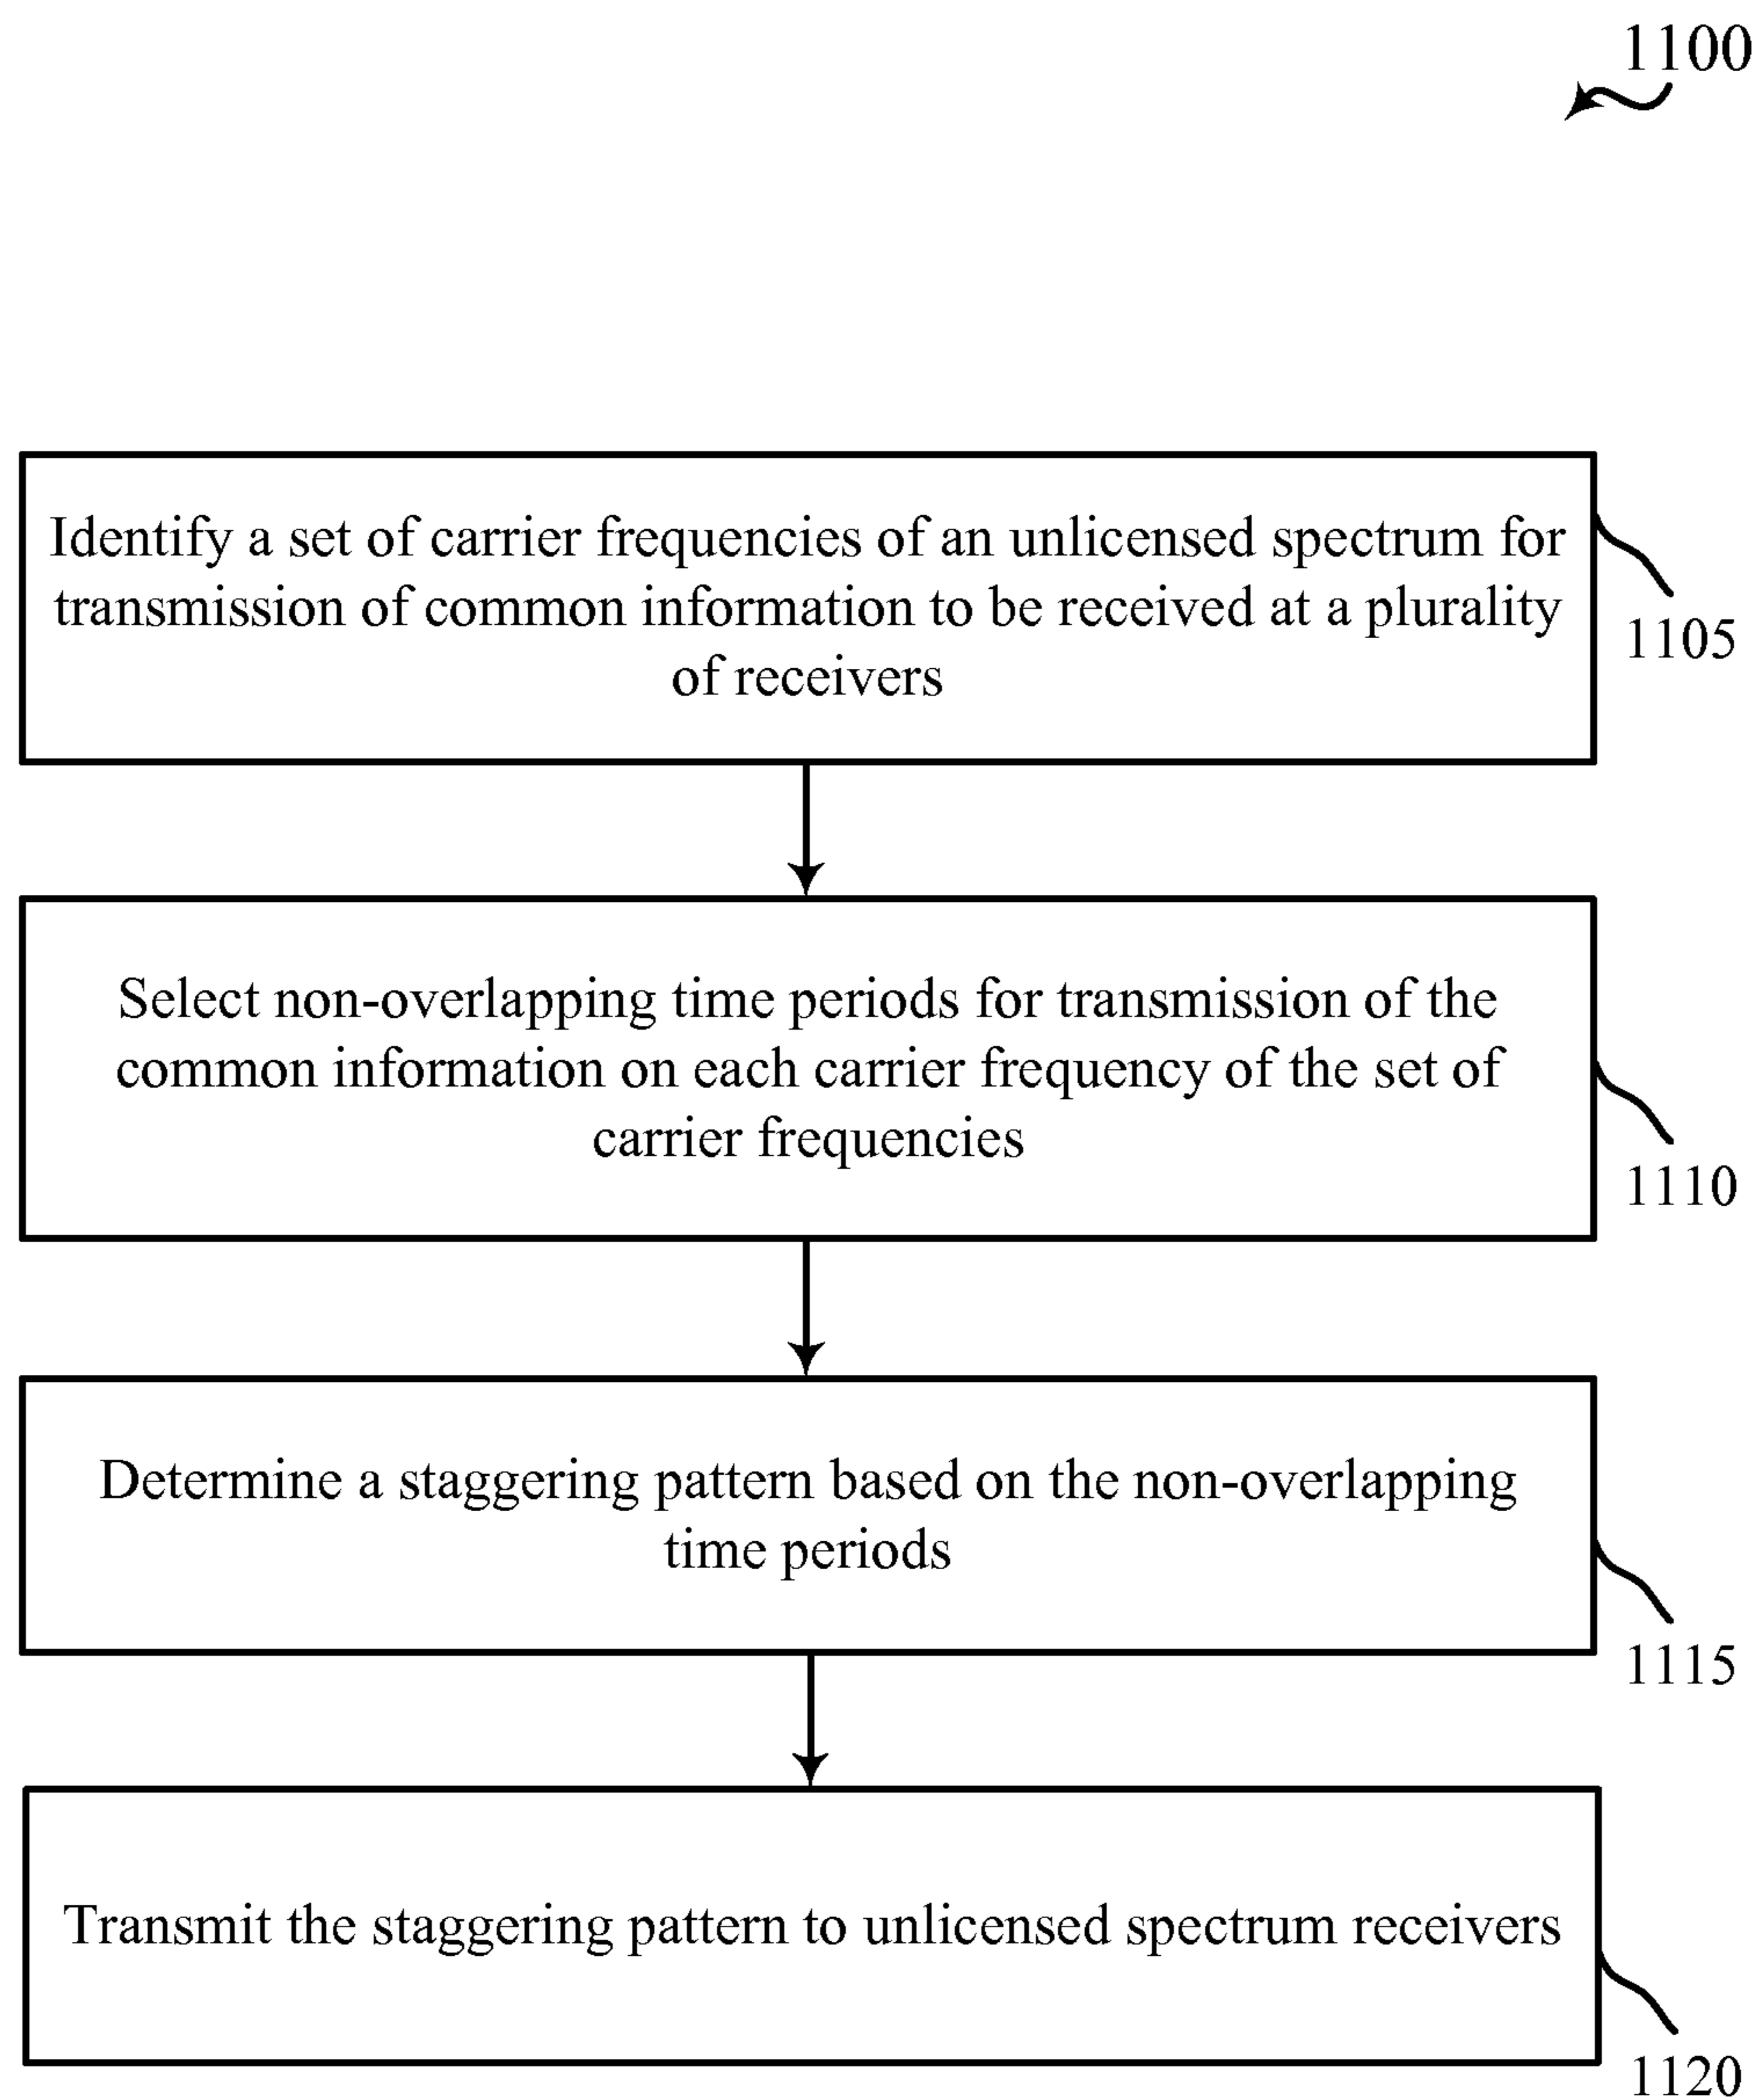 1100
Identify a set of carrier frequencies of an unlicensed spectrum for
transmission of common information to be received at a plurality
of receivers
1105
Select non-overlapping time periods for transmission of the
common information on each carrier frequency of the set of
carrier frequencies
1110
Determine a staggering pattern based on the non-overlapping
time periods
1115
Transmit the staggering pattern to unlicensed spectrum receivers
1120